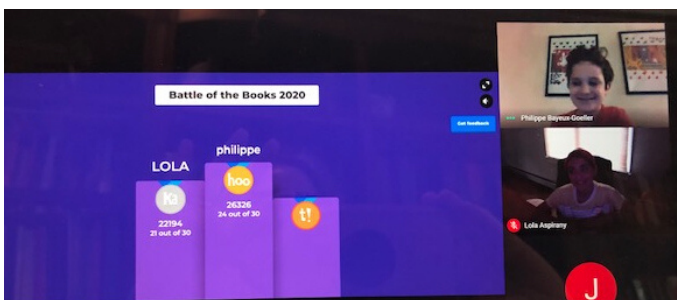 Battle of the Books 2020
Get feedback
LOLA
Ka
22194
21 out of 30
philippe
hoo
26326
24 out of 30
t!
Philippe Bayeux-Goeller
Lola Aspirany
J